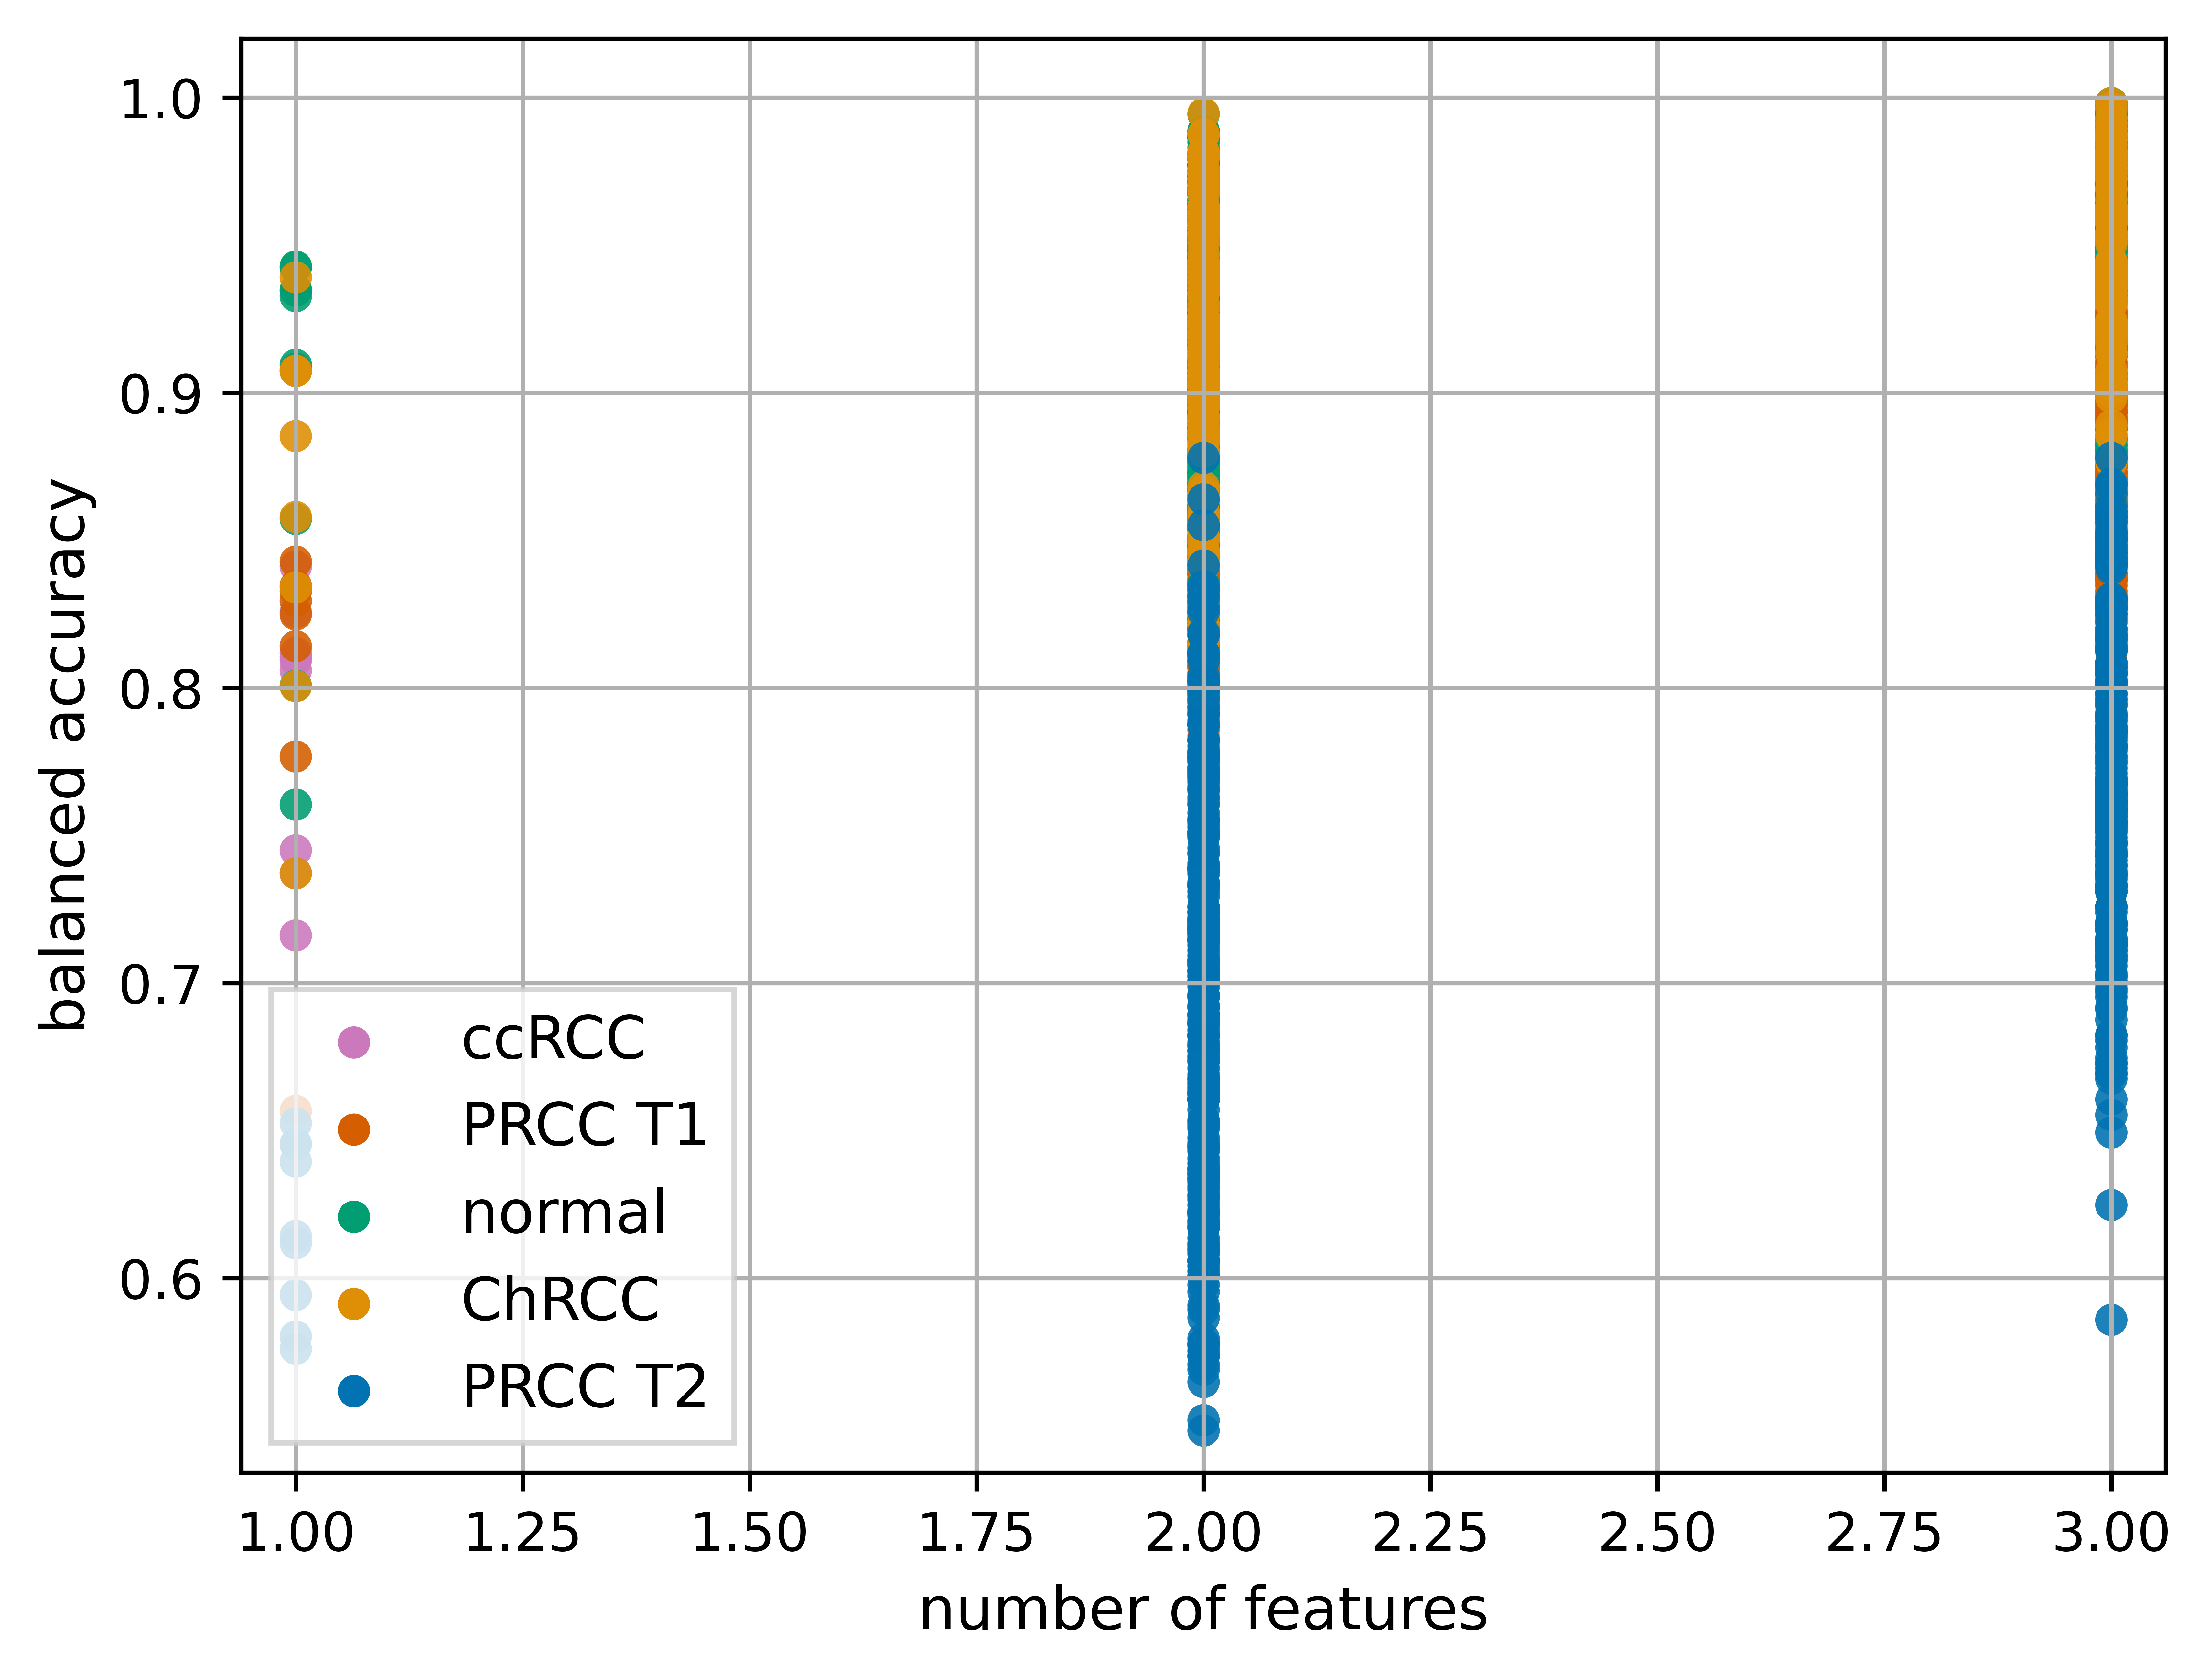 1.0
0.9
0.8
0.7
0.6
balanced accuracy
ccRCC
PRCC T1
normal
ChRCC
PRCC T2
1.00 1.25 1.50 1.75 2.00 2.25 2.50 2.75 3.00
number of features